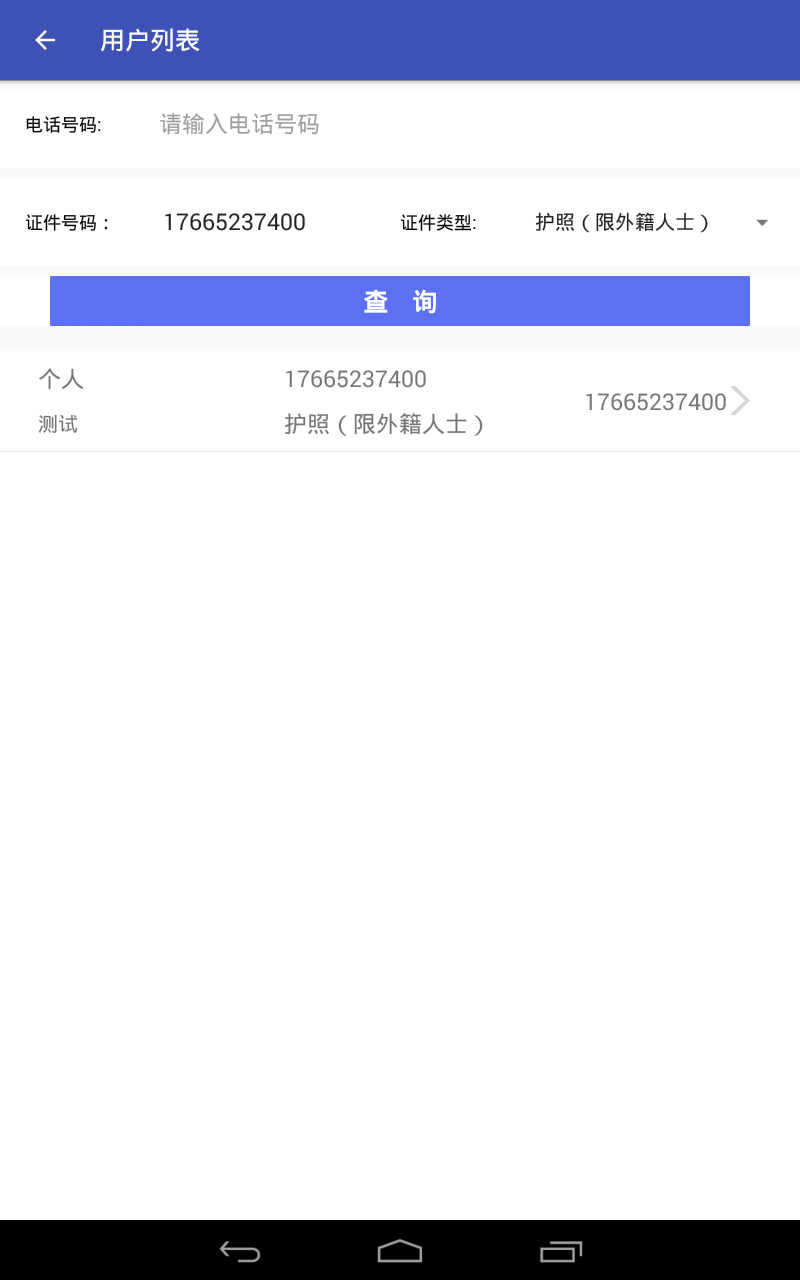 用户列表
电话号码: 请输入电话号码
证件号码： 17665237400 证件类型: 护照（限外籍人士）
查 询
个人 17665237400 17665237400
测试 护照（限外籍人士）